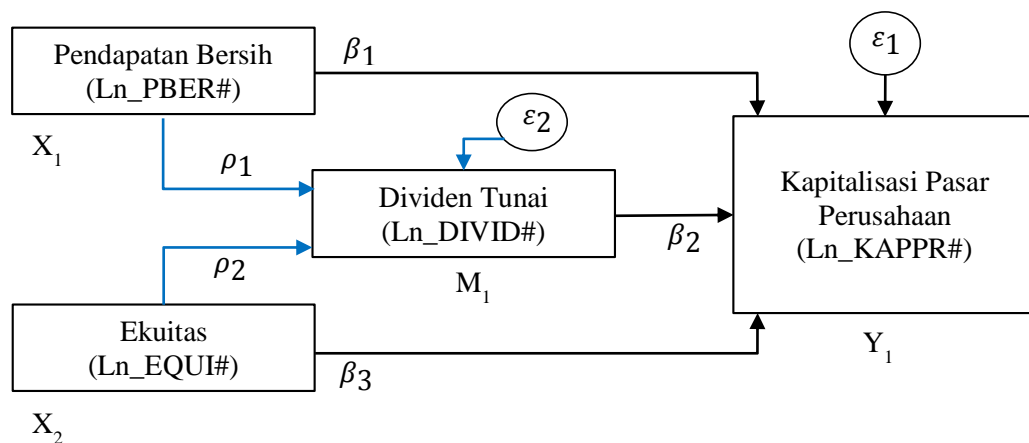 Pendapatan Bersih
(Ln_PBER#)
X₁
β₁
ε₁
ε₂
ρ₁
Dividen Tunai
(Ln_DIVID#)
M₁
β₂
Kapitalisasi Pasar
Perusahaan
(Ln_KAPPR#)
Y₁
ρ₂
Ekuitas
(Ln_EQUI#)
X₂
β₃